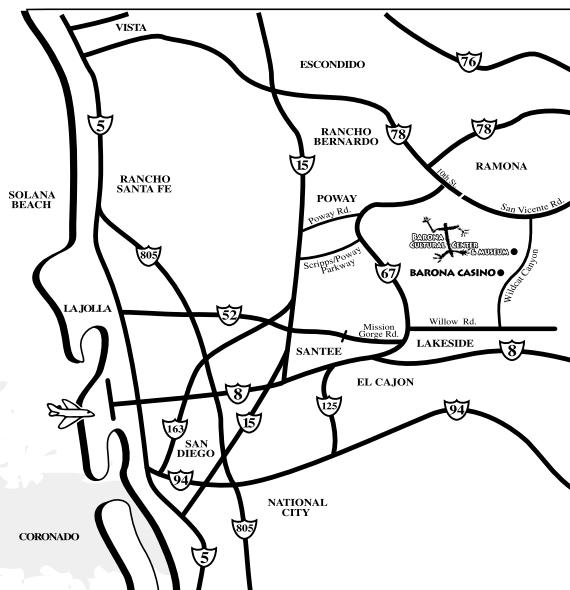 VISTA
ESCONDIDO
76
5
78
78
RANCHO
BERNARDO
15
RAMONA
10th St
RANCHO
SANTA FE
SOLANA
BEACH
POWAY
Poway Rd.
San Vicente Rd.
BARONA
CULTURAL CENTER
& MUSEUM
805
Scripps/Poway
Parkway
67
BARONA CASINO
Wildcat Canyon
LA JOLLA
52
Mission
Gorge Rd.
Willow Rd.
SANTEE
LAKESIDE
8
EL CAJON
8
125
94
15
163
SAN
DIEGO
94
NATIONAL
CITY
805
CORONADO
5